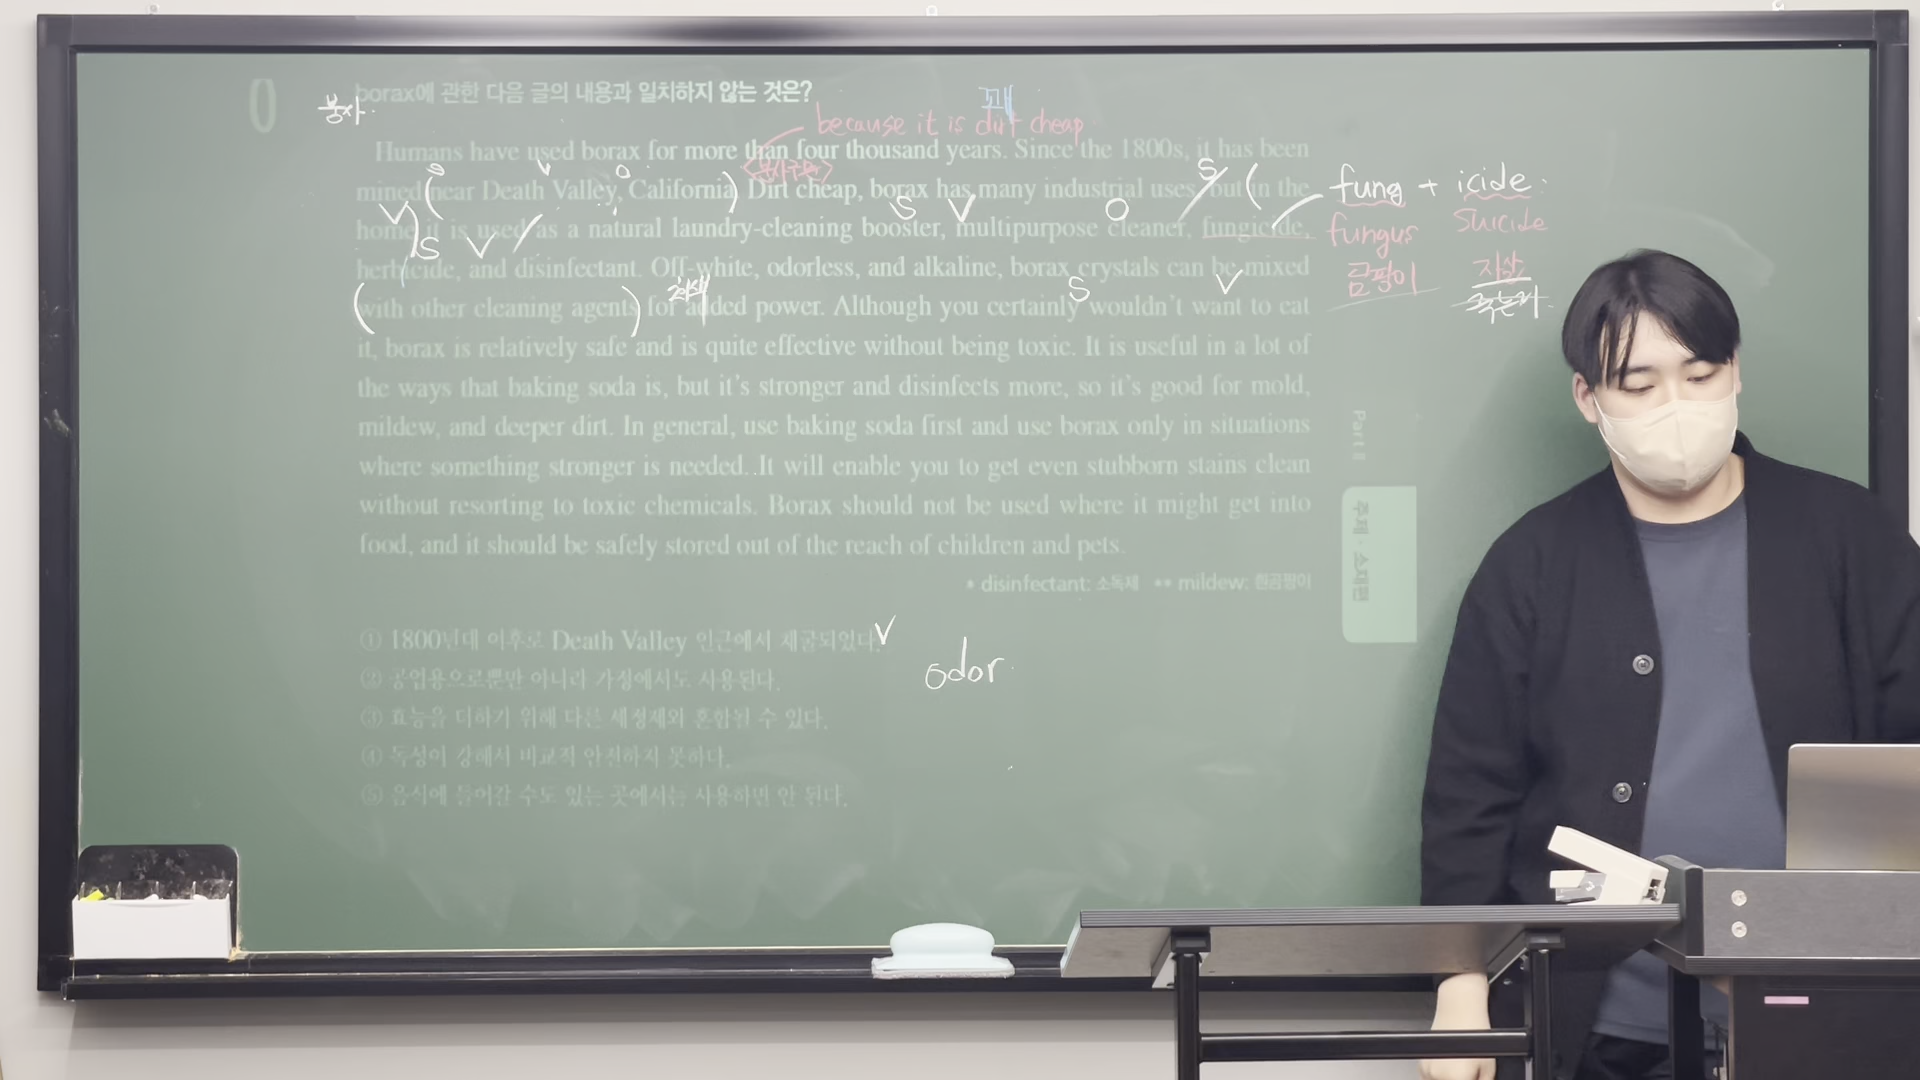 borax에 관한 다음 글의 내용과 일치하지 않는 것은?
붕사
꽤
because it is dirt cheap
Humans have used borax for more than four thousand years. Since the 1800s, it has been
<분사구문>
S V O S
mined near Death Valley, California. Dirt cheap, borax has many industrial uses, but in the
fung + icide
V S V O
home it is used as a natural laundry-cleaning booster, multipurpose cleaner, fungicide,
fungus suicide
S V
herbicide, and disinfectant. Off-white, odorless, and alkaline, borax crystals can be mixed
곰팡이 자살
S V
죽는거
with other cleaning agents for added power. Although you certainly wouldn't want to eat
it, borax is relatively safe and is quite effective without being toxic. It is useful in a lot of
the ways that baking soda is, but it's stronger and disinfects more, so it's good for mold,
mildew, and deeper dirt. In general, use baking soda first and use borax only in situations
where something stronger is needed. It will enable you to get even stubborn stains clean
without resorting to toxic chemicals. Borax should not be used where it might get into
food, and it should be safely stored out of the reach of children and pets.
* disinfectant: 소독제 ** mildew: 흰곰팡이
Part II
주제·소재편
① 1800년대 이후로 Death Valley 인근에서 채굴되었다.
V
odor
② 공업용으로뿐만 아니라 가정에서도 사용된다.
③ 효능을 더하기 위해 다른 세정제와 혼합될 수 있다.
④ 독성이 강해서 비교적 안전하지 못하다.
⑤ 음식에 들어갈 수도 있는 곳에서는 사용하면 안 된다.